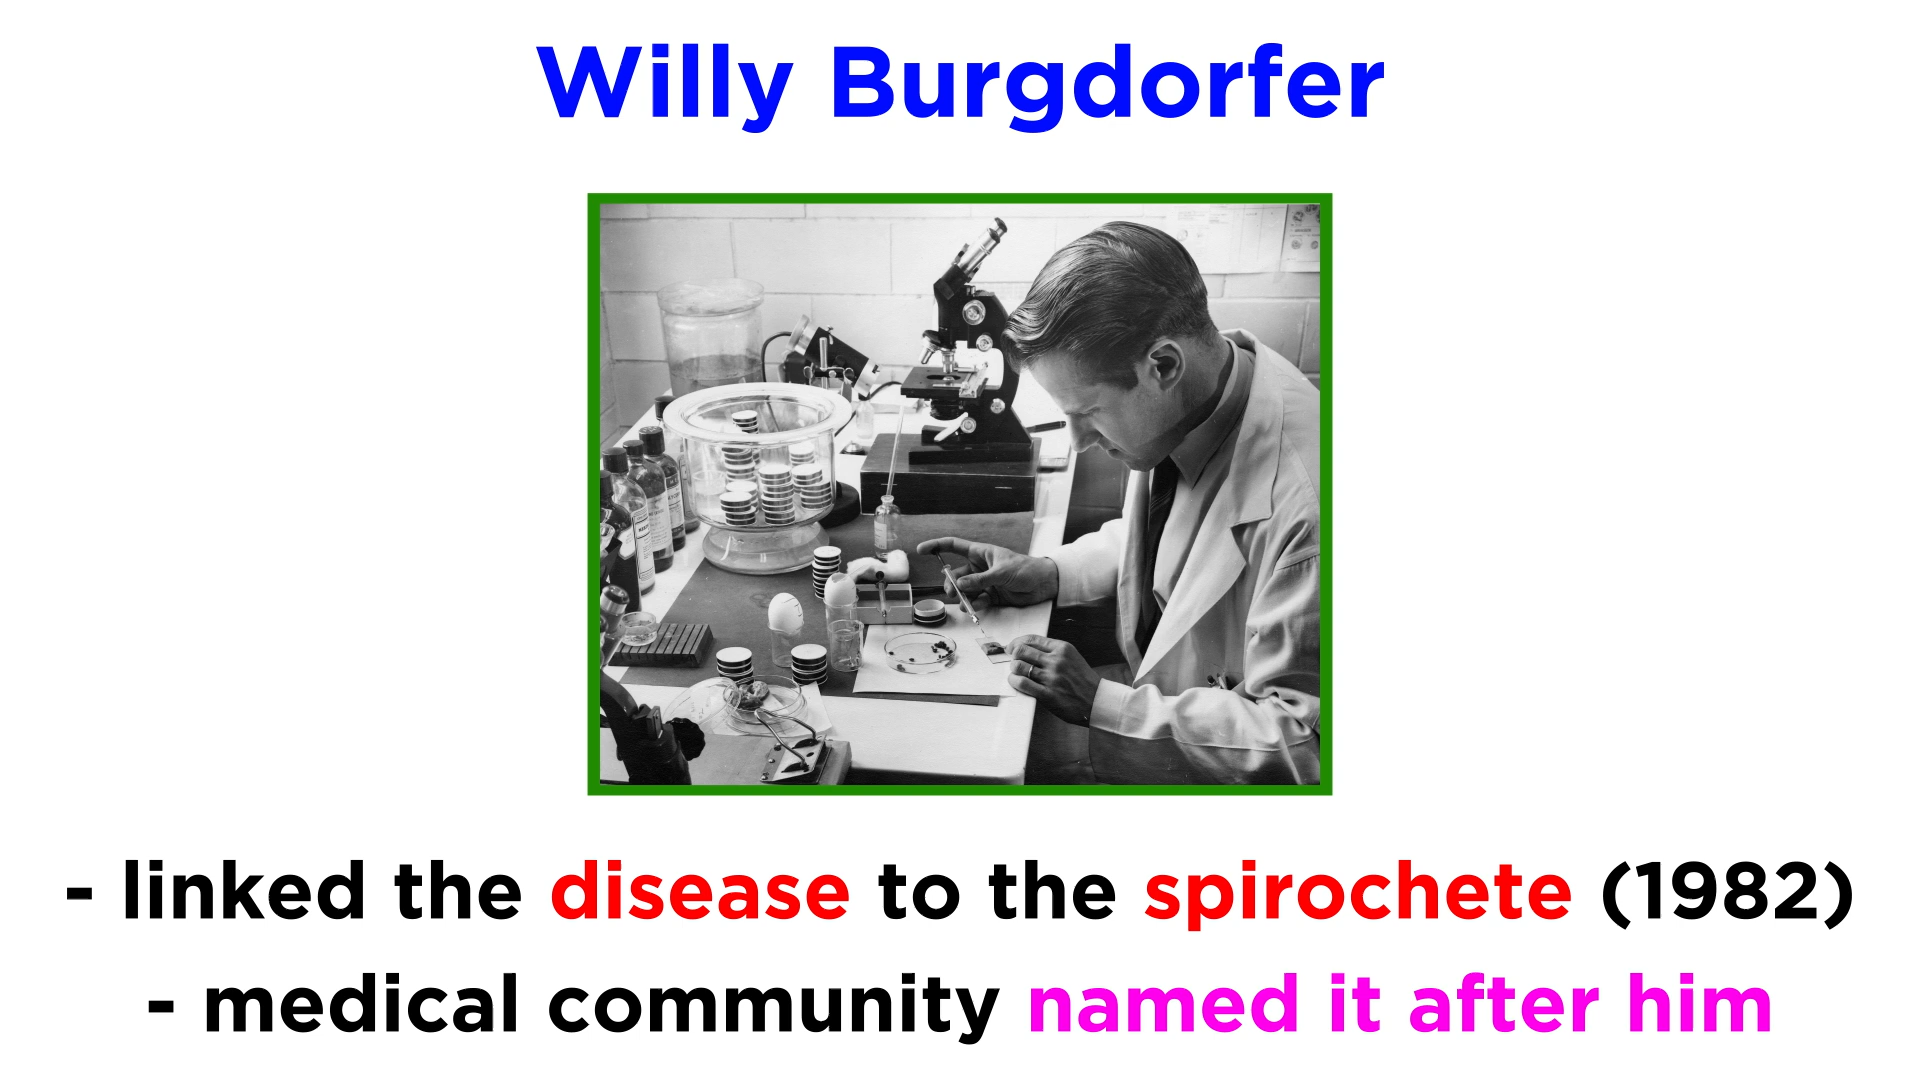 Willy Burgdorfer
- linked the disease to the spirochete (1982)
- medical community named it after him